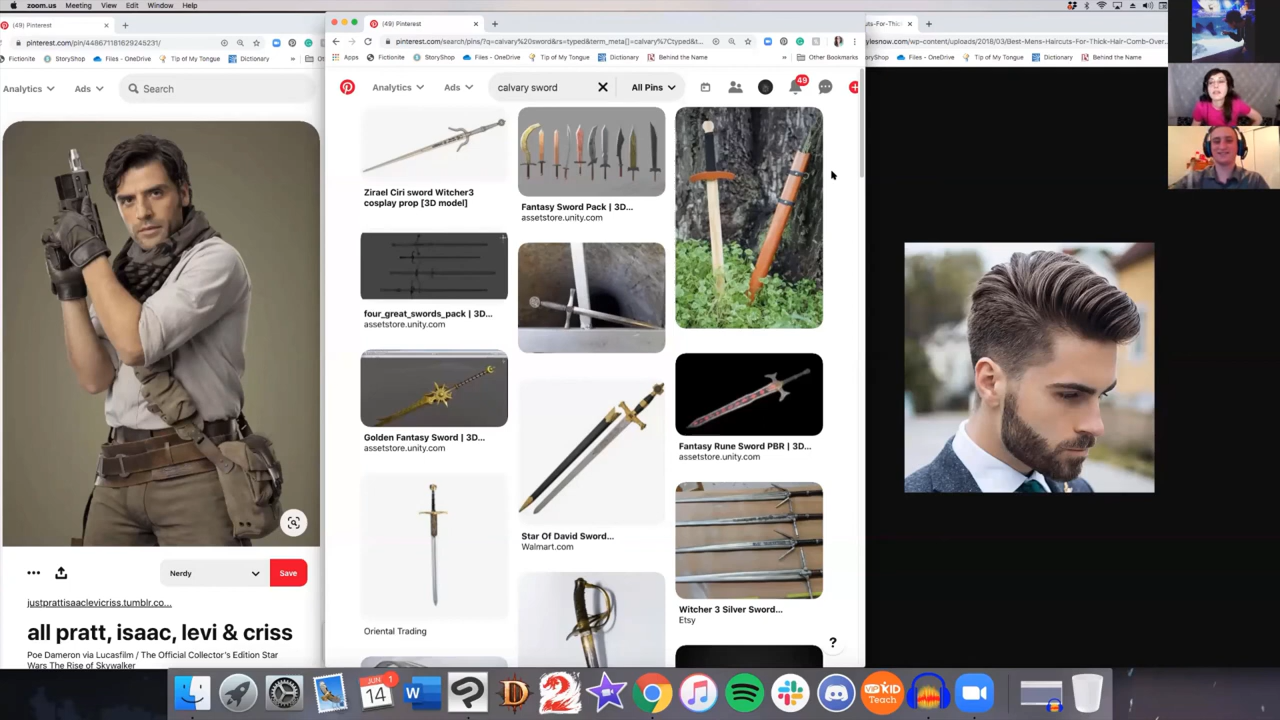 zoom.us Meeting View Edit Window Help
(49) Pinterest
pinterest.com/pin/448671181629245231/
Fictionite StoryShop Files - OneDrive Tip of My Tongue Dictionary
Analytics Ads Search
Nerdy Save
justprattisaaclevicriss.tumblr.co...
all pratt, isaac, levi & criss
Poe Dameron via Lucasfilm / The Official Collector's Edition Star
Wars The Rise of Skywalker
(49) Pinterest
pinterest.com/search/pins/?q=calvary%20sword&rs=typed&term_meta[]=calvary%7Ctyped&t...
Apps Fictionite StoryShop Files - OneDrive Tip of My Tongue Dictionary Behind the Name Other Bookmarks
Analytics Ads calvary sword All Pins 49
Zirael Ciri sword Witcher3
cosplay prop [3D model]
four_great_swords_pack | 3D...
assetstore.unity.com
Golden Fantasy Sword | 3D...
assetstore.unity.com
Oriental Trading
Fantasy Sword Pack | 3D...
assetstore.unity.com
Star Of David Sword...
Walmart.com
Fantasy Rune Sword PBR | 3D...
assetstore.unity.com
Witcher 3 Silver Sword...
Etsy
?
uts-For-Thic
ylesnow.com/wp-content/uploads/2018/03/Best-Mens-Haircuts-For-Thick-Hair-Comb-Over...
Files - OneDrive Tip of My Tongue Dictionary Behind the Name Other Bookmarks
JUN 14
1
W
VIPKID
Teach